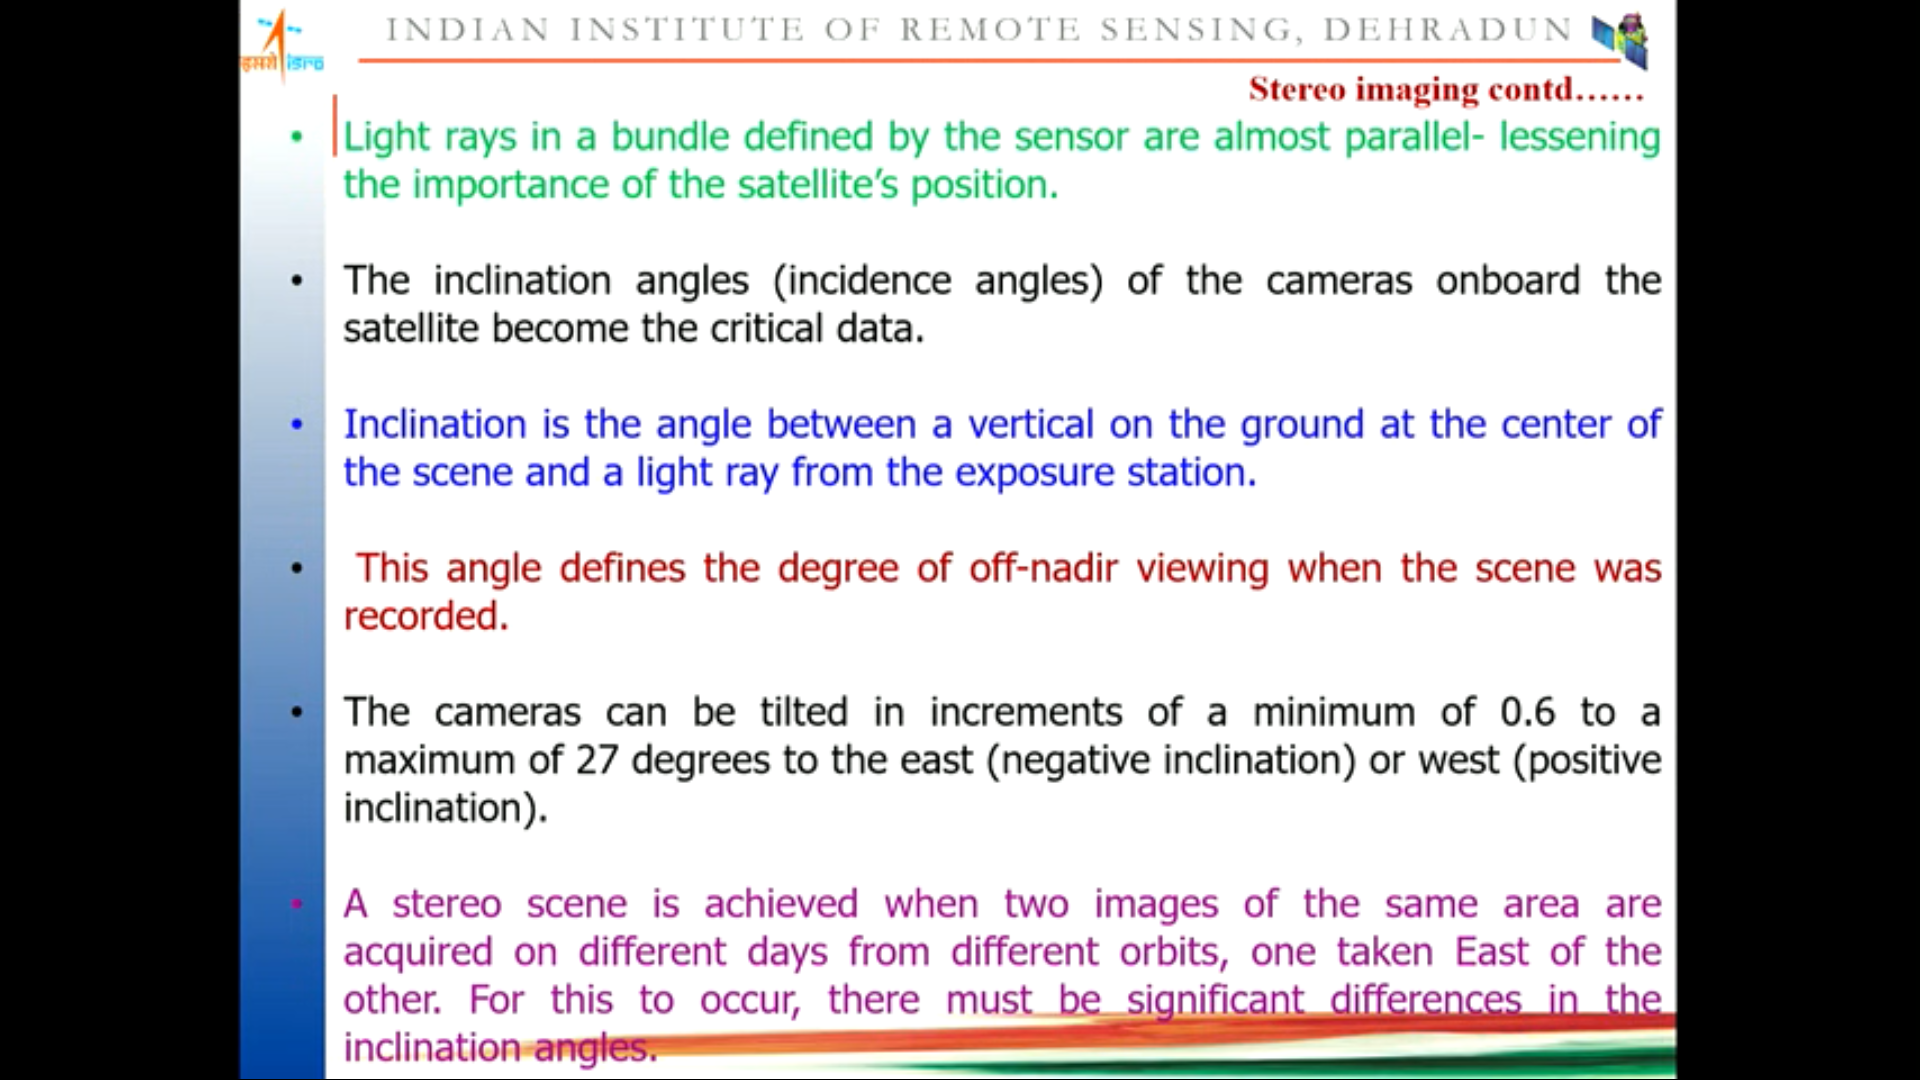 INDIAN INSTITUTE OF REMOTE SENSING, DEHRADUN
इसरो isro
Stereo imaging contd......
• Light rays in a bundle defined by the sensor are almost parallel- lessening
the importance of the satellite’s position.
• The inclination angles (incidence angles) of the cameras onboard the
satellite become the critical data.
• Inclination is the angle between a vertical on the ground at the center of
the scene and a light ray from the exposure station.
• This angle defines the degree of off-nadir viewing when the scene was
recorded.
• The cameras can be tilted in increments of a minimum of 0.6 to a
maximum of 27 degrees to the east (negative inclination) or west (positive
inclination).
• A stereo scene is achieved when two images of the same area are
acquired on different days from different orbits, one taken East of the
other. For this to occur, there must be significant differences in the
inclination angles.